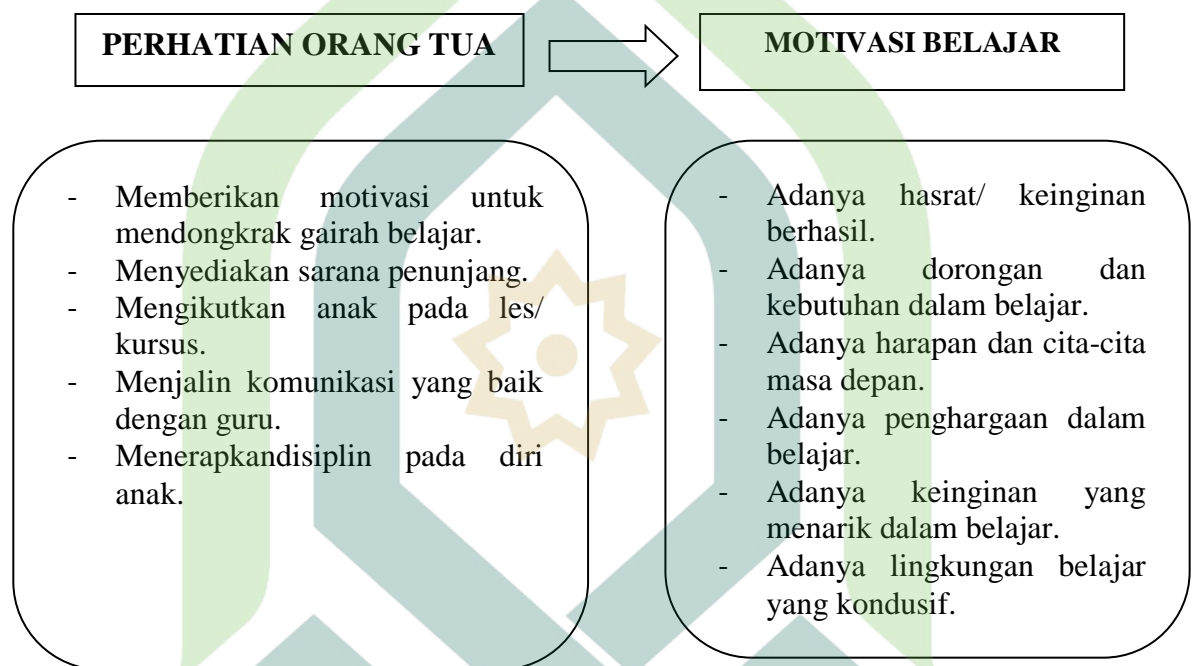 PERHATIAN ORANG TUA
MOTIVASI BELAJAR
- Memberikan motivasi untuk
mendongkrak gairah belajar.
- Menyediakan sarana penunjang.
- Mengikutkan anak pada les/
kursus.
- Menjalin komunikasi yang baik
dengan guru.
- Menerapkandisiplin pada diri
anak.
- Adanya hasrat/ keinginan
berhasil.
- Adanya dorongan dan
kebutuhan dalam belajar.
- Adanya harapan dan cita-cita
masa depan.
- Adanya penghargaan dalam
belajar.
- Adanya keinginan yang
menarik dalam belajar.
- Adanya lingkungan belajar
yang kondusif.